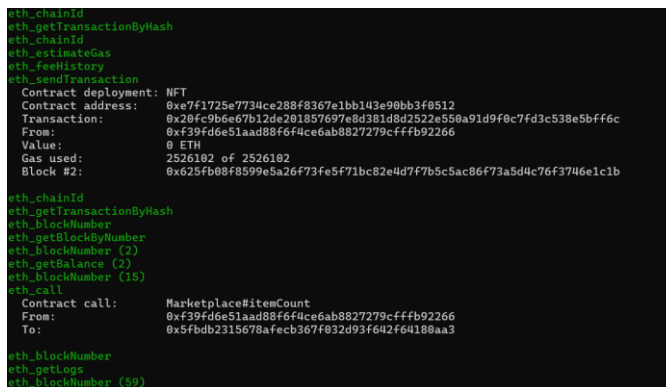 eth_chainId
eth_getTransactionByHash
eth_chainId
eth_estimateGas
eth_feeHistory
eth_sendTransaction
Contract deployment: NFT
Contract address: 0xe7f1725e7734ce288f8367e1bb143e90bb3f0512
Transaction: 0x20fc9b6e67b12de201857697e8d381d8d2522e550a91d9f0c7fd3c538e5bff6c
From: 0xf39fd6e51aad88f6f4ce6ab8827279cfffb92266
Value: 0 ETH
Gas used: 2526102 of 2526102
Block #2: 0x625fb08f8599e5a26f73fe5f71bc82e4d7f7b5c5ac86f73a5d4c76f3746e1c1b
eth_chainId
eth_getTransactionByHash
eth_blockNumber
eth_getBlockByNumber
eth_blockNumber (2)
eth_getBalance (2)
eth_blockNumber (15)
eth_call
Contract call: Marketplace#itemCount
From: 0xf39fd6e51aad88f6f4ce6ab8827279cfffb92266
To: 0x5fbdb2315678afecb367f032d93f642f64180aa3
eth_blockNumber
eth_getLogs
eth_blockNumber (59)